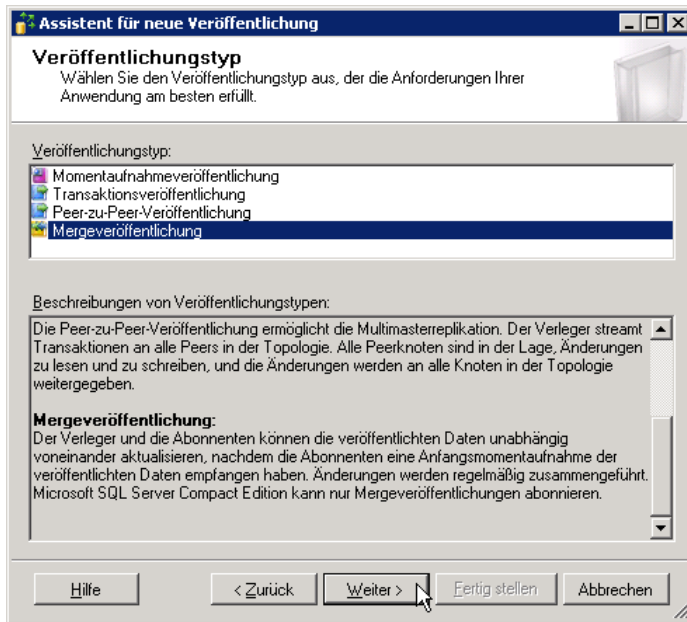 Assistent für neue Veröffentlichung
Veröffentlichungstyp
Wählen Sie den Veröffentlichungstyp aus, der die Anforderungen Ihrer
Anwendung am besten erfüllt.
Veröffentlichungstyp:
Momentaufnahmeveröffentlichung
Transaktionsveröffentlichung
Peer-zu-Peer-Veröffentlichung
Mergeveröffentlichung
Beschreibungen von Veröffentlichungstypen:
Die Peer-zu-Peer-Veröffentlichung ermöglicht die Multimasterreplikation. Der Verleger streamt
Transaktionen an alle Peers in der Topologie. Alle Peerknoten sind in der Lage, Änderungen
zu lesen und zu schreiben, und die Änderungen werden an alle Knoten in der Topologie
weitergegeben.
Mergeveröffentlichung:
Der Verleger und die Abonnenten können die veröffentlichten Daten unabhängig
voneinander aktualisieren, nachdem die Abonnenten eine Anfangsmomentaufnahme der
veröffentlichten Daten empfangen haben. Änderungen werden regelmäßig zusammengeführt.
Microsoft SQL Server Compact Edition kann nur Mergeveröffentlichungen abonnieren.
Hilfe
< Zurück
Weiter >
Fertig stellen
Abbrechen